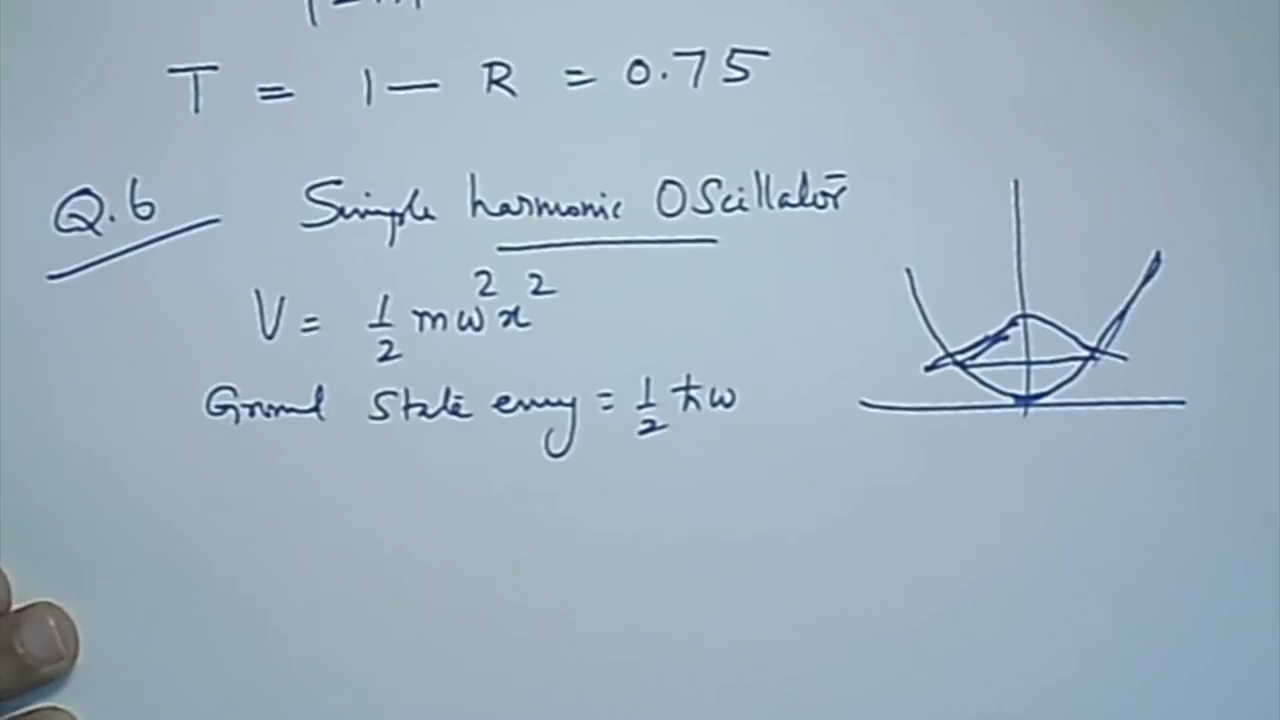 T = 1 - R = 0.75
Q.6 Simple harmonic Oscillator
V = 1/2 mω²x²
Ground State energy = 1/2 ħω